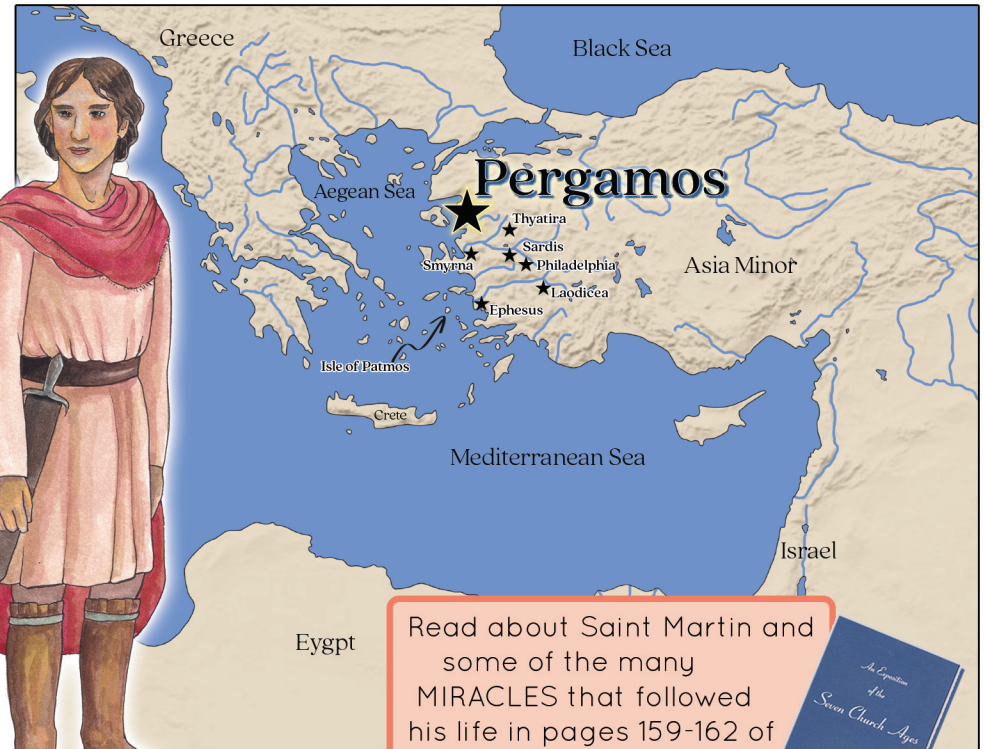 Greece
Black Sea
Pergamos
Aegean Sea
Thyatira
Sardis
Smyrna
Philadelphia
Asia Minor
Laodicea
Ephesus
Isle of Patmos
Crete
Mediterranean Sea
Israel
Eygpt
Read about Saint Martin and
some of the many
MIRACLES that followed
his life in pages 159-162 of
An Exposition
of the
Seven Church Ages